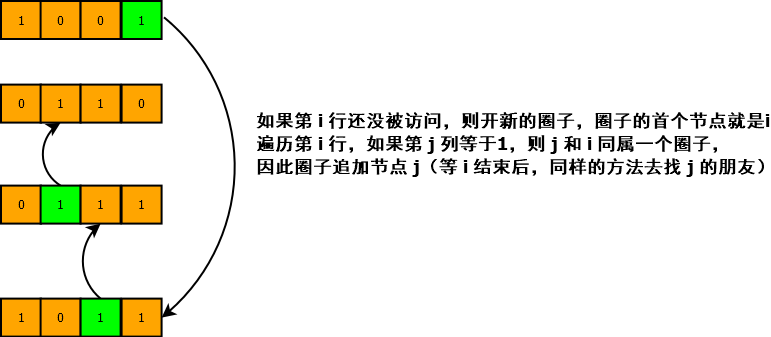 1 0 0 1
0 1 1 0
如果第 i 行还没被访问，则开新的圈子，圈子的首个节点就是i
遍历第 i 行，如果第 j 列等于1，则 j 和 i 同属一个圈子，
因此圈子追加节点 j（等 i 结束后，同样的方法去找 j 的朋友）
0 1 1 1
1 0 1 1